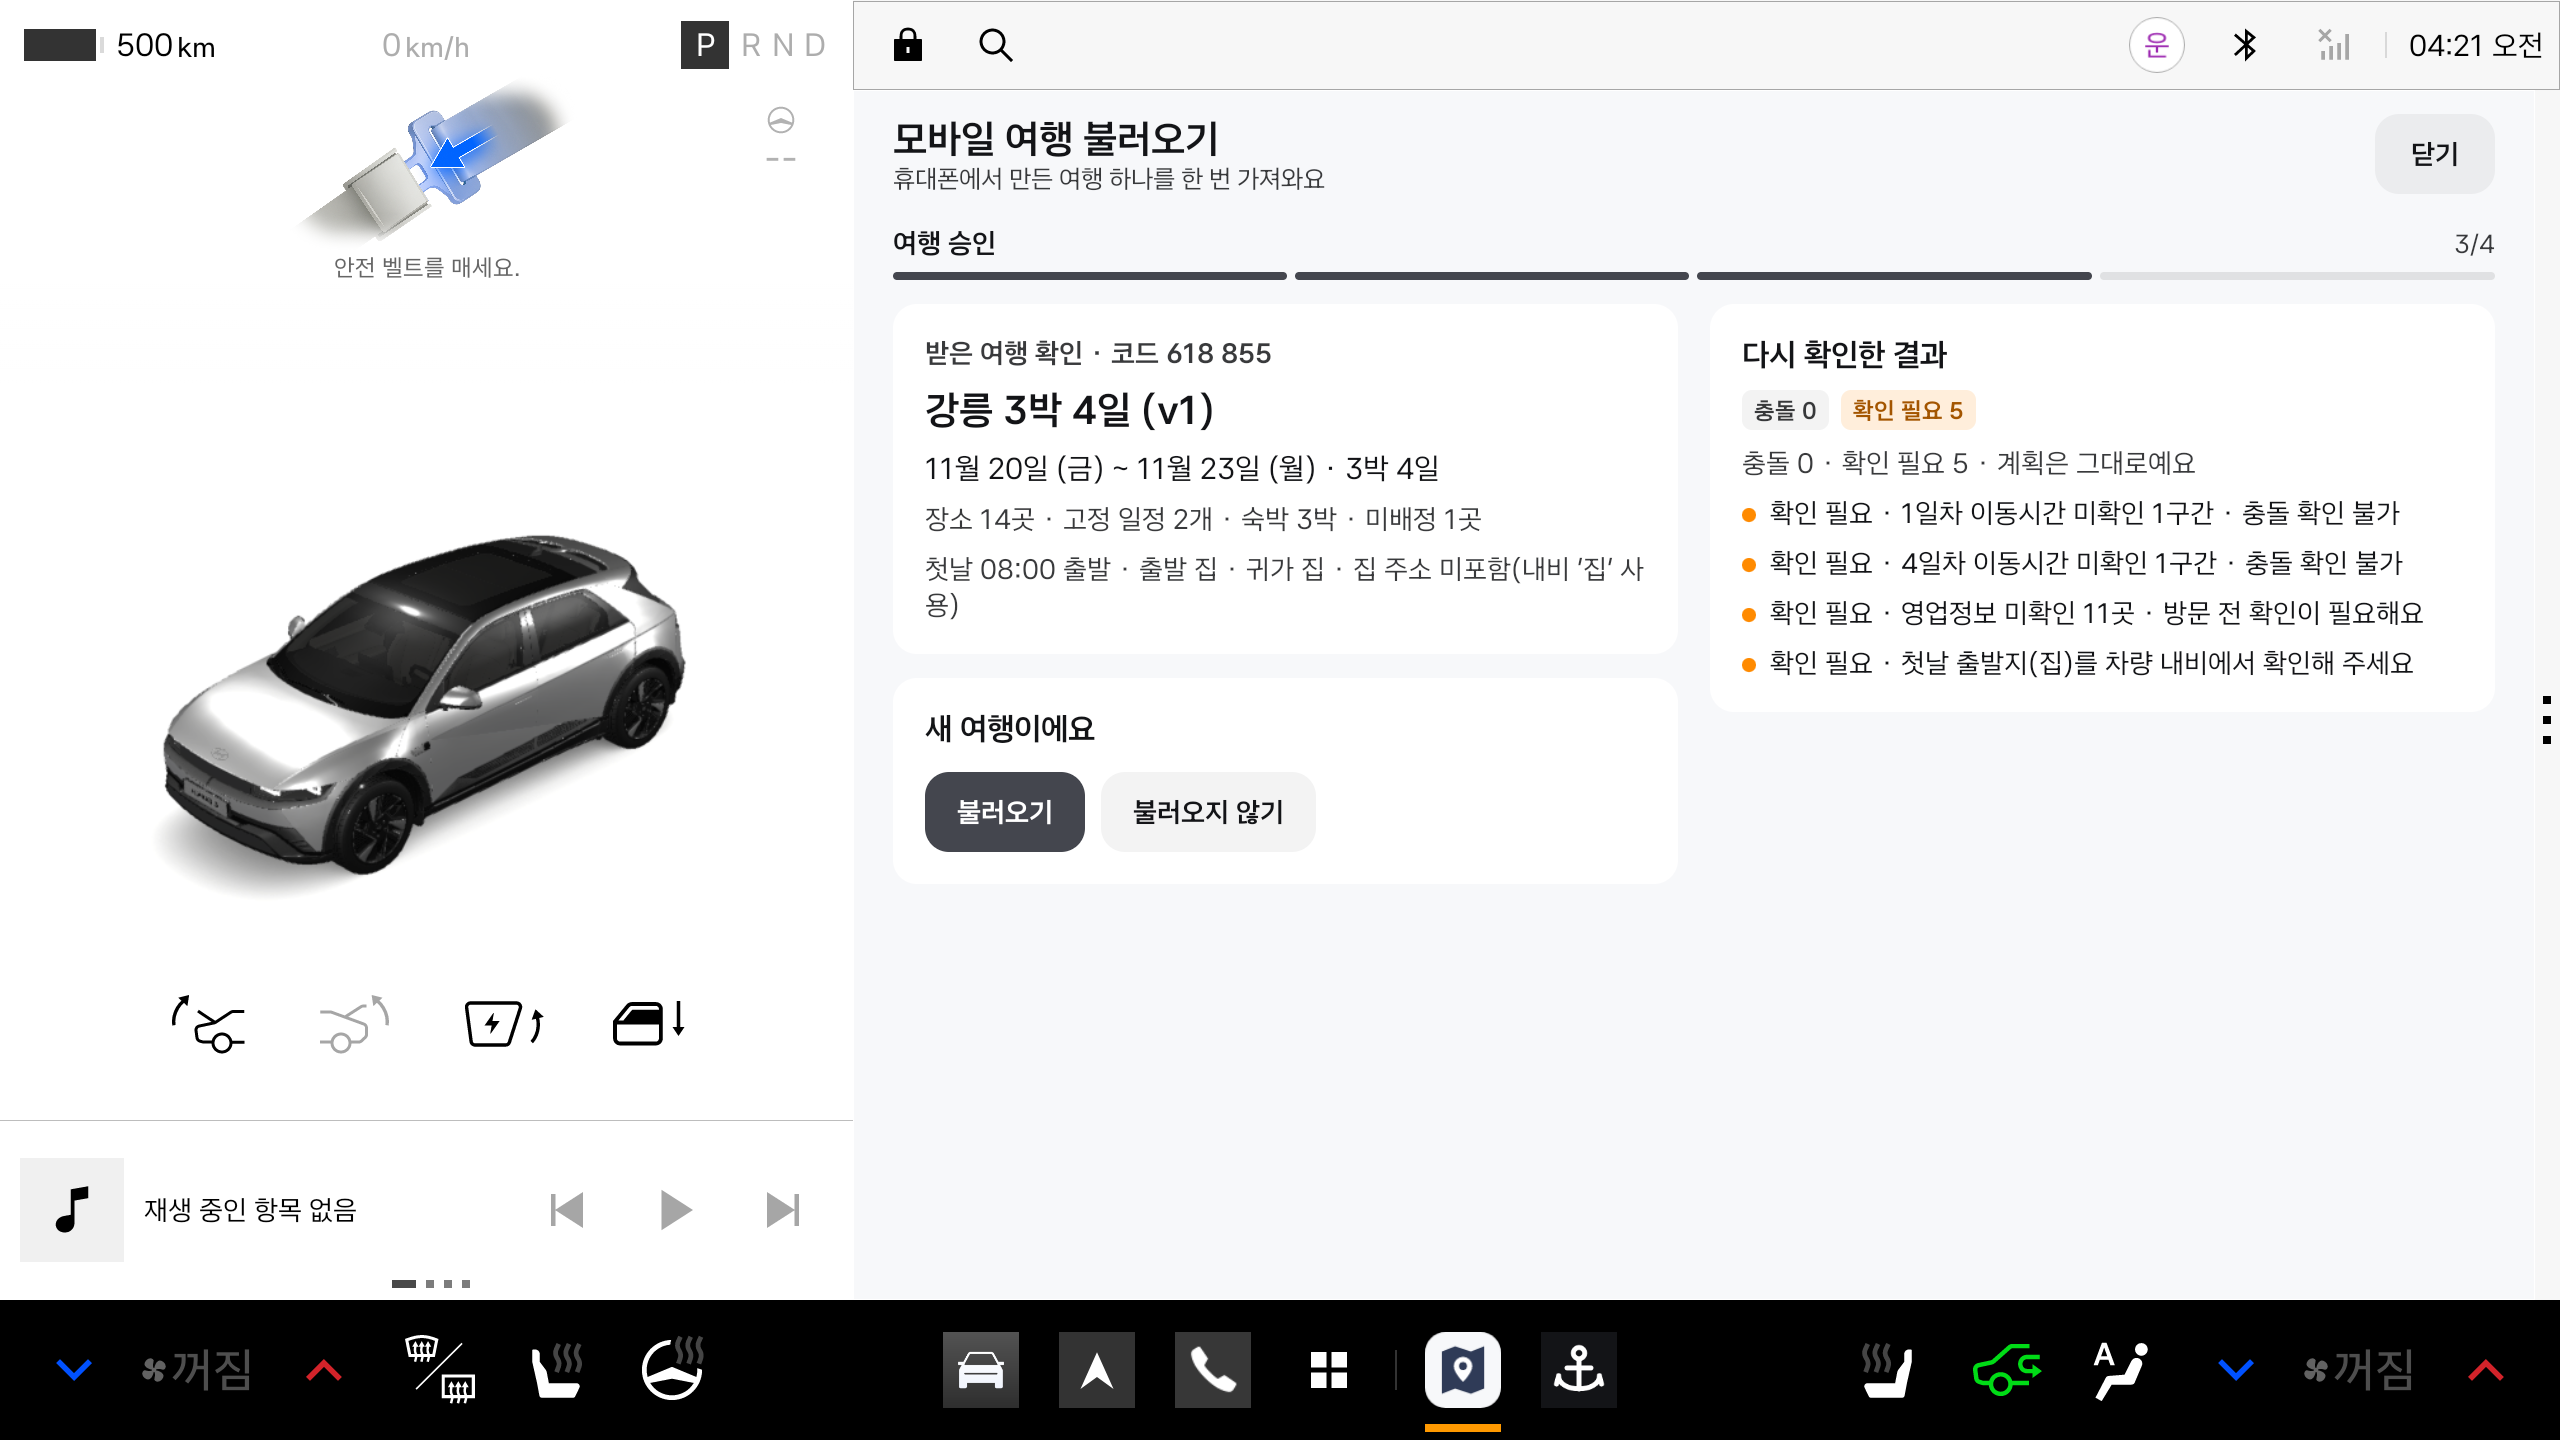 500 km
0 km/h
P R N D
운
04:21 오전
안전 벨트를 매세요.
모바일 여행 불러오기
휴대폰에서 만든 여행 하나를 한 번 가져와요
닫기
여행 승인
3/4
받은 여행 확인 · 코드 618 855
강릉 3박 4일 (v1)
11월 20일 (금) ~ 11월 23일 (월) · 3박 4일
장소 14곳 · 고정 일정 2개 · 숙박 3박 · 미배정 1곳
첫날 08:00 출발 · 출발 집 · 귀가 집 · 집 주소 미포함(내비 '집' 사
용)
새 여행이에요
불러오기
불러오지 않기
다시 확인한 결과
충돌 0
확인 필요 5
충돌 0 · 확인 필요 5 · 계획은 그대로예요
확인 필요 · 1일차 이동시간 미확인 1구간 · 충돌 확인 불가
확인 필요 · 4일차 이동시간 미확인 1구간 · 충돌 확인 불가
확인 필요 · 영업정보 미확인 11곳 · 방문 전 확인이 필요해요
확인 필요 · 첫날 출발지(집)를 차량 내비에서 확인해 주세요
재생 중인 항목 없음
꺼짐
A
꺼짐